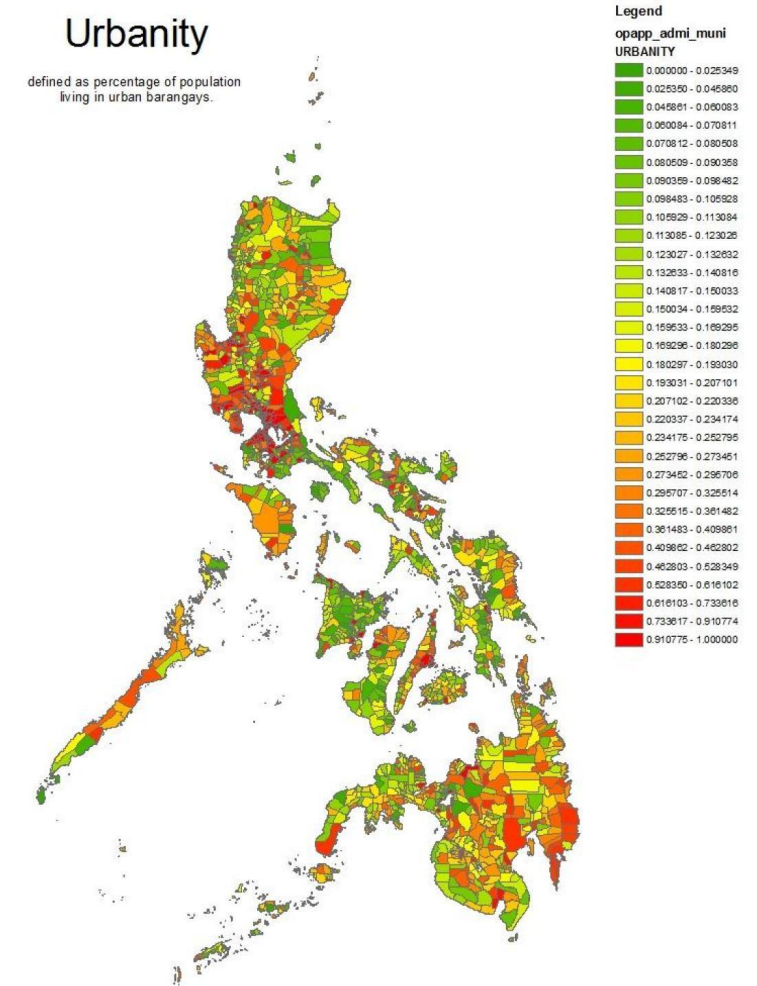 Urbanity
defined as percentage of population
living in urban barangays.
Legend
opapp_admi_muni
URBANITY
0.000000 - 0.025349
0.025350 - 0.045860
0.045861 - 0.060083
0.060084 - 0.070811
0.070812 - 0.080508
0.080509 - 0.090358
0.090359 - 0.098482
0.098483 - 0.105928
0.105929 - 0.113084
0.113085 - 0.123026
0.123027 - 0.132632
0.132633 - 0.140816
0.140817 - 0.150033
0.150034 - 0.159532
0.159533 - 0.169295
0.169296 - 0.180296
0.180297 - 0.193030
0.193031 - 0.207101
0.207102 - 0.220336
0.220337 - 0.234174
0.234175 - 0.252795
0.252796 - 0.273451
0.273452 - 0.295706
0.295707 - 0.325514
0.325515 - 0.361482
0.361483 - 0.409861
0.409862 - 0.462802
0.462803 - 0.528349
0.528350 - 0.616102
0.616103 - 0.733616
0.733617 - 0.910774
0.910775 - 1.000000